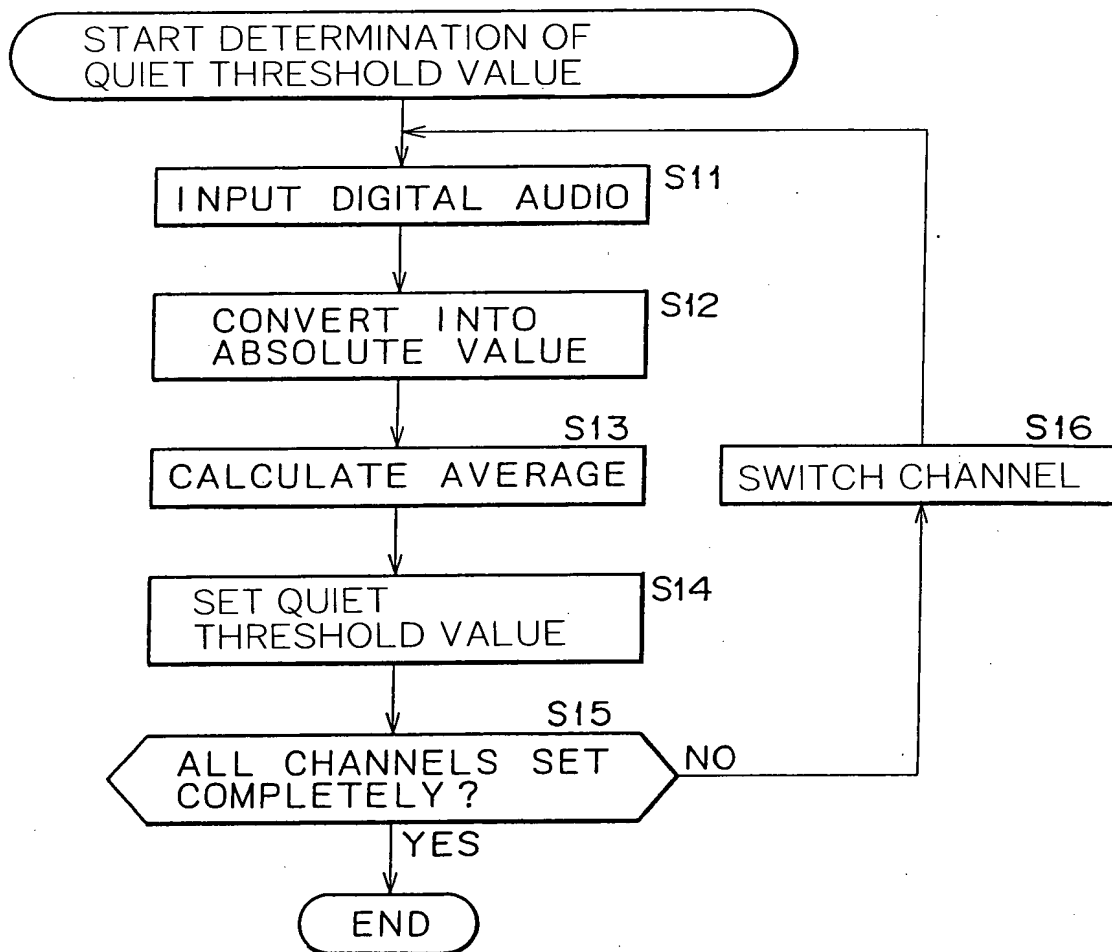 START DETERMINATION OF
QUIET THRESHOLD VALUE
INPUT DIGITAL AUDIO
S11
CONVERT INTO
ABSOLUTE VALUE
S12
S13
CALCULATE AVERAGE
S16
SWITCH CHANNEL
SET QUIET
THRESHOLD VALUE
S14
S15
ALL CHANNELS SET
COMPLETELY?
NO
YES
END